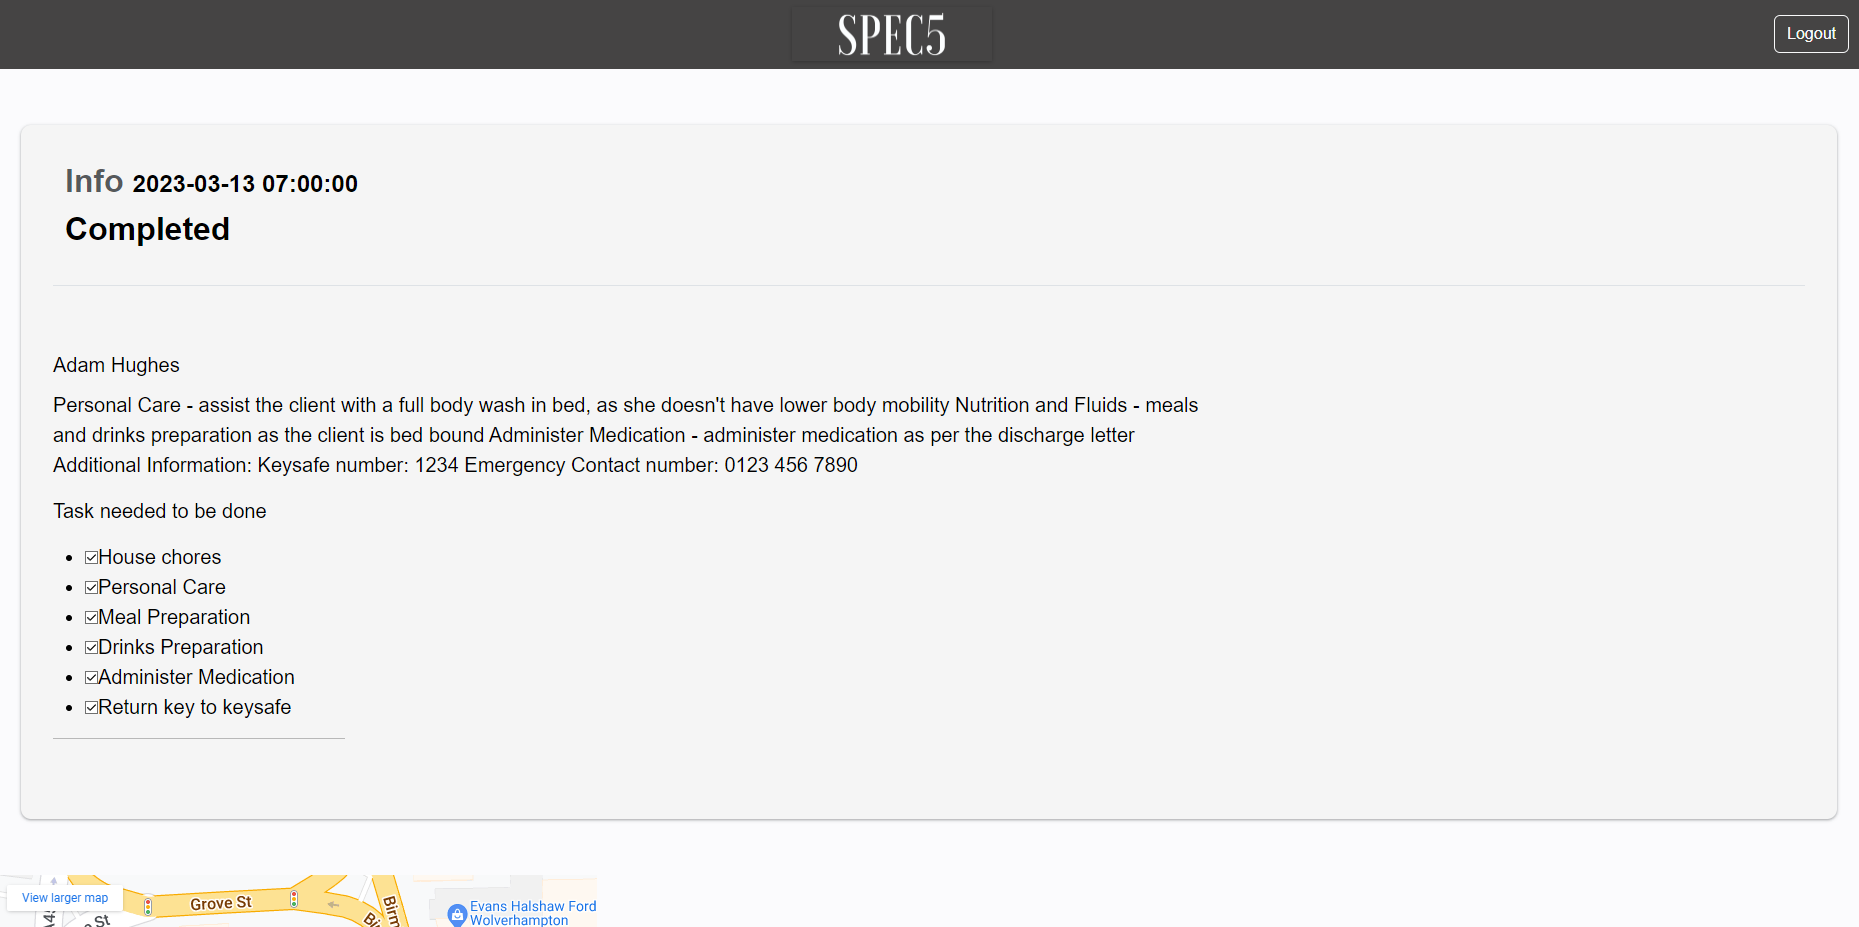 SPEC5
Logout
Info 2023-03-13 07:00:00
Completed
Adam Hughes
Personal Care - assist the client with a full body wash in bed, as she doesn't have lower body mobility Nutrition and Fluids - meals
and drinks preparation as the client is bed bound Administer Medication - administer medication as per the discharge letter
Additional Information: Keysafe number: 1234 Emergency Contact number: 0123 456 7890
Task needed to be done
House chores
Personal Care
Meal Preparation
Drinks Preparation
Administer Medication
Return key to keysafe
View larger map
Grove St
Evans Halshaw Ford
Wolverhampton
St